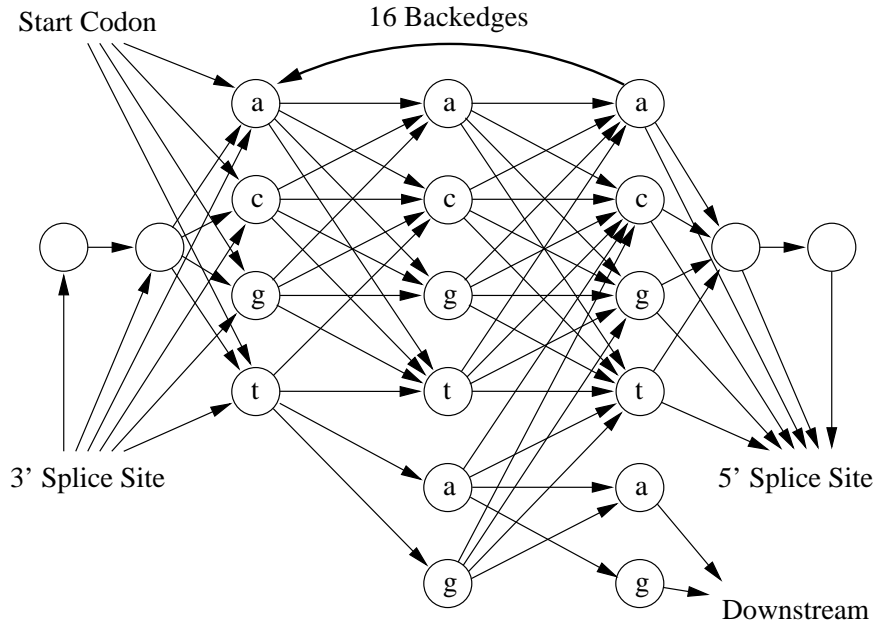 16 Backedges
Start Codon
a a a
c c c
g g g
t t t
3’ Splice Site
5’ Splice Site
a a
g g
Downstream